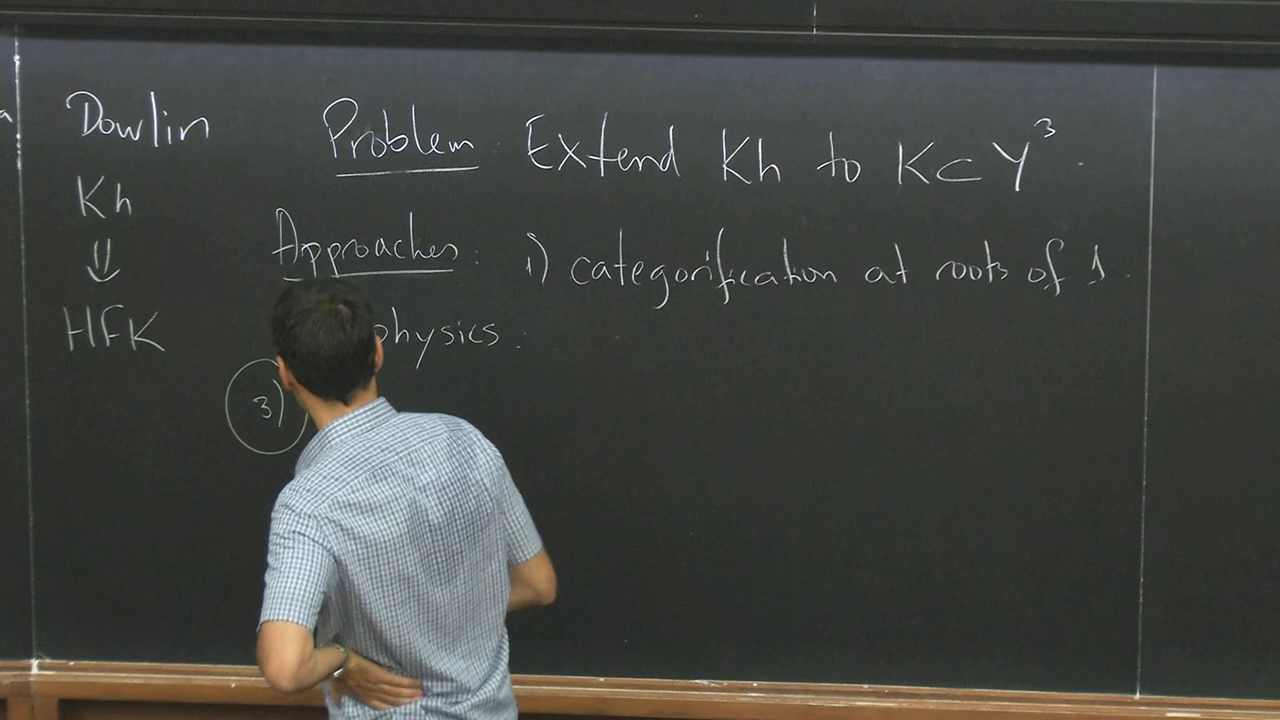 Dowlin
Kh
⇓
HFK
Problem: Extend Kh to K ⊂ Y³.
Approaches: 1) categorification at roots of 1.
physics:
3)